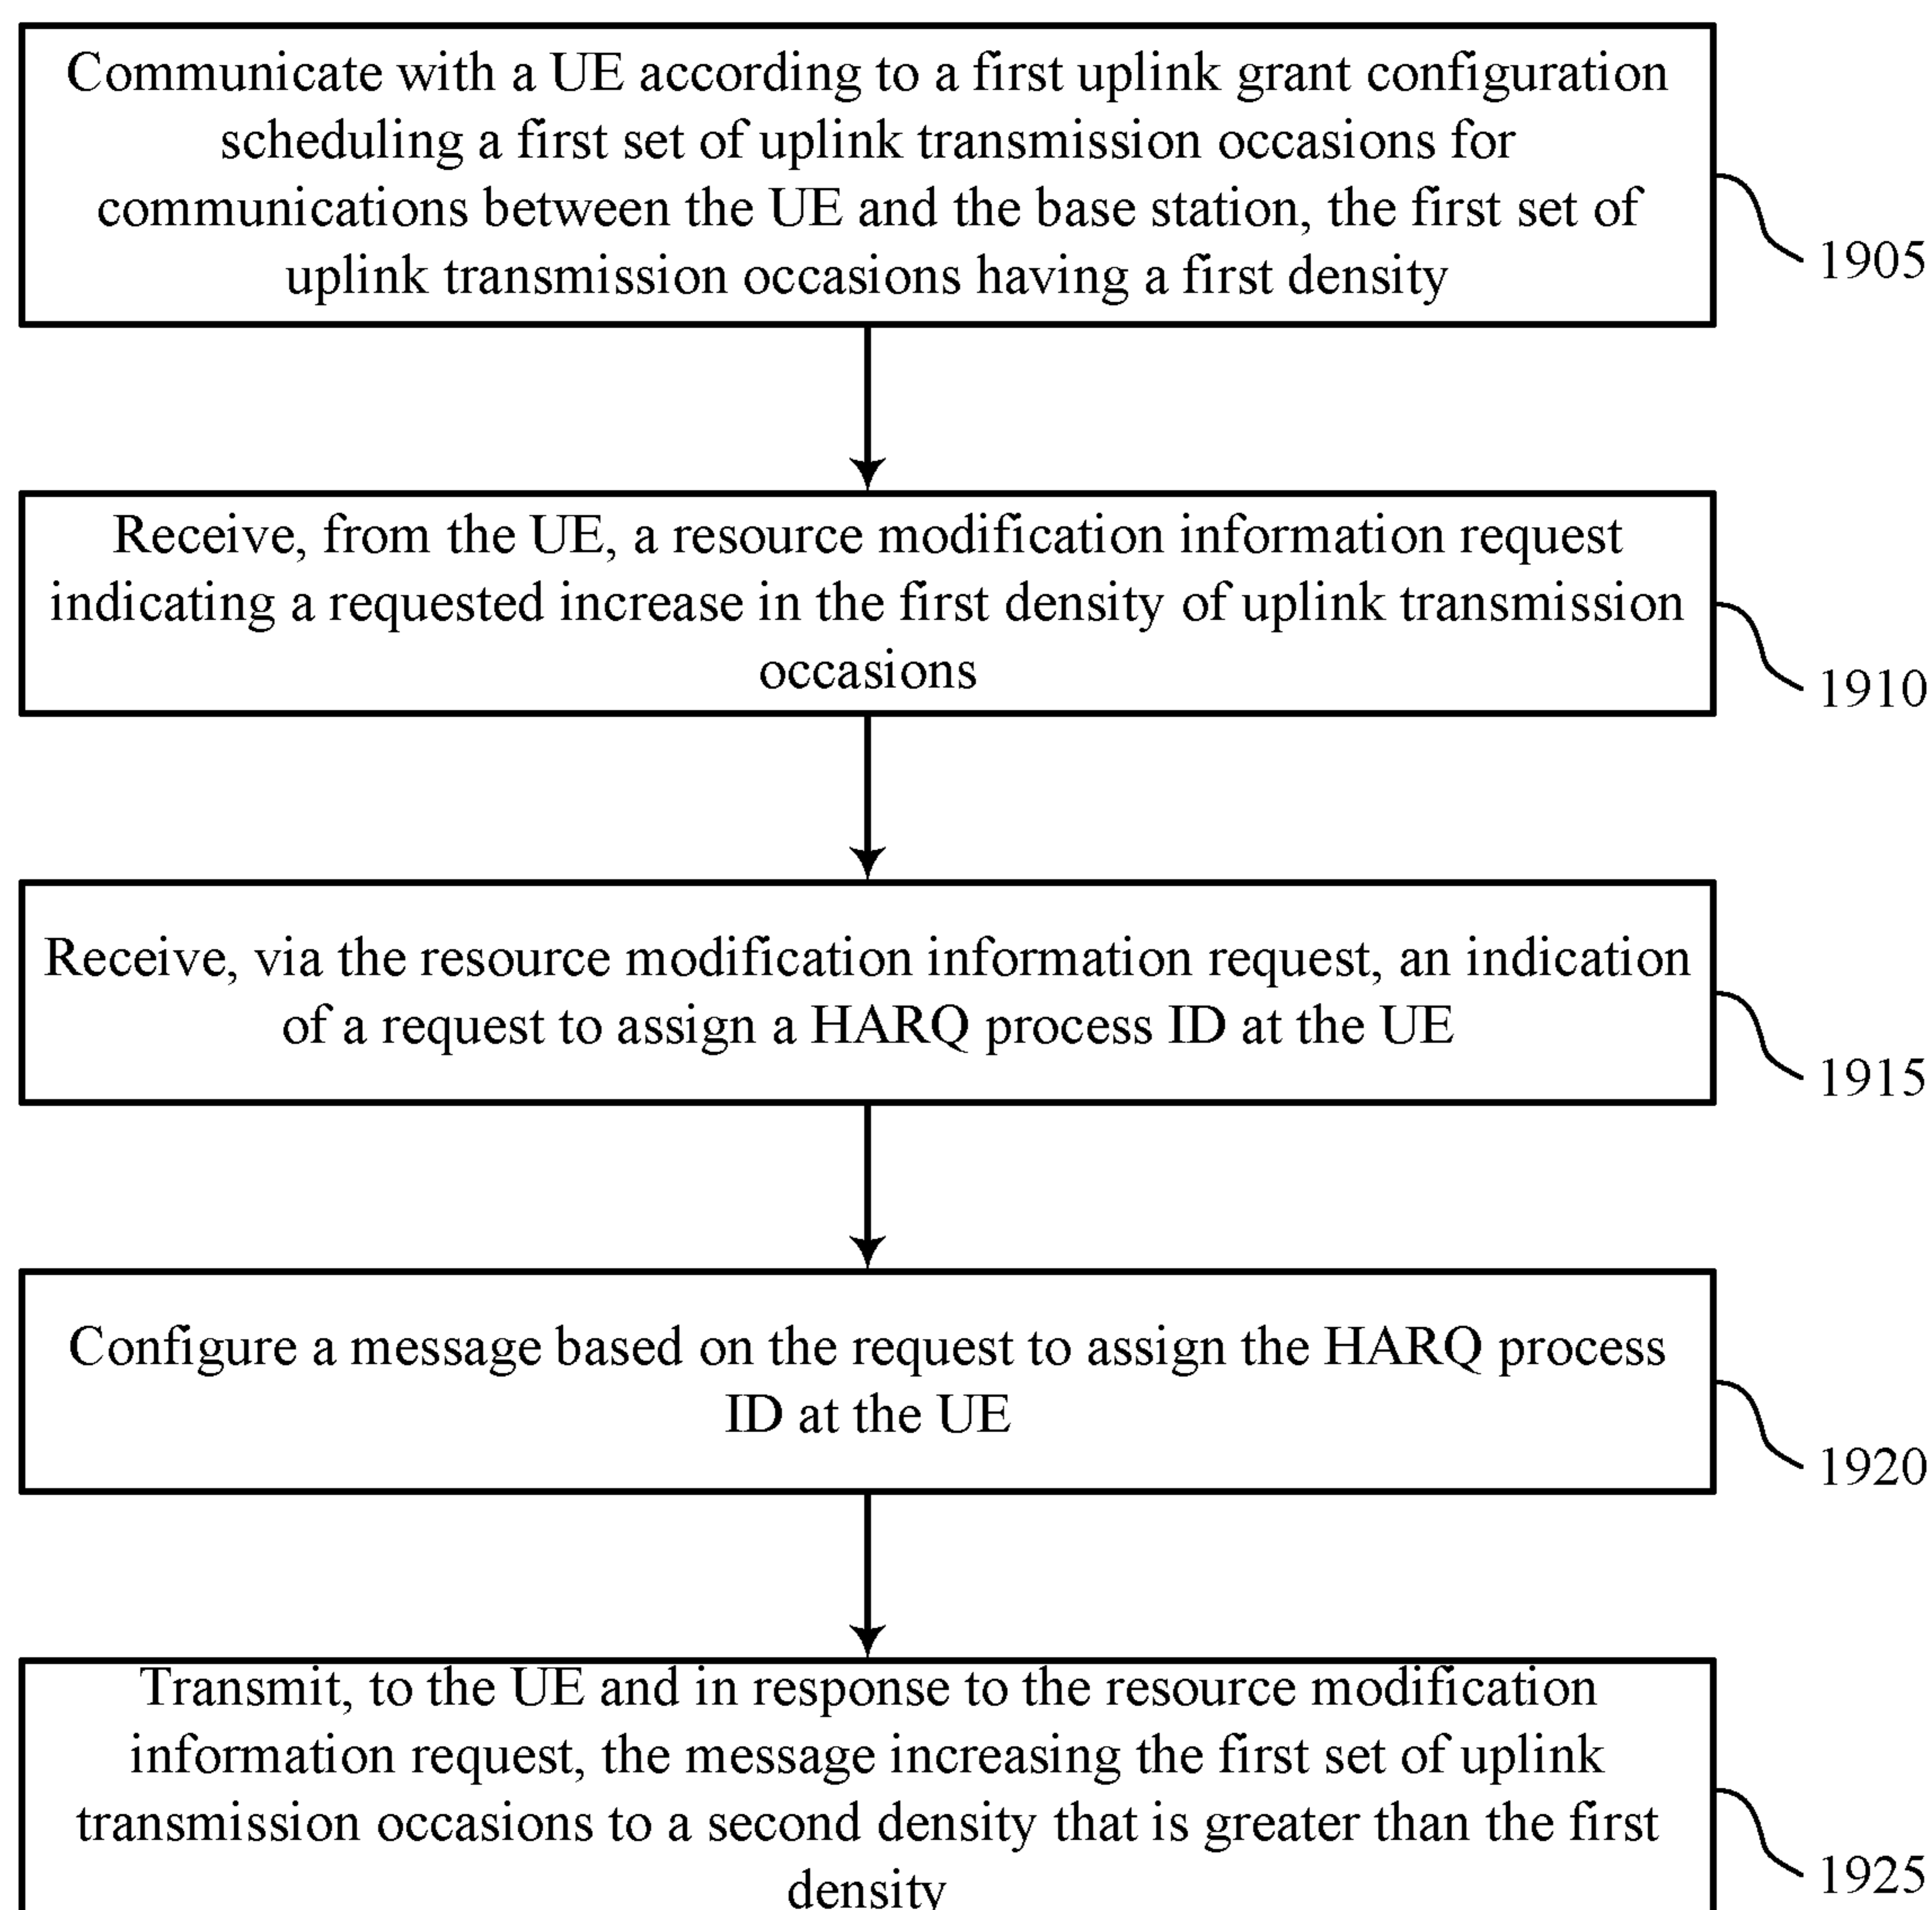 Communicate with a UE according to a first uplink grant configuration
scheduling a first set of uplink transmission occasions for
communications between the UE and the base station, the first set of
uplink transmission occasions having a first density
1905
Receive, from the UE, a resource modification information request
indicating a requested increase in the first density of uplink transmission
occasions
1910
Receive, via the resource modification information request, an indication
of a request to assign a HARQ process ID at the UE
1915
Configure a message based on the request to assign the HARQ process
ID at the UE
1920
Transmit, to the UE and in response to the resource modification
information request, the message increasing the first set of uplink
transmission occasions to a second density that is greater than the first
density
1925